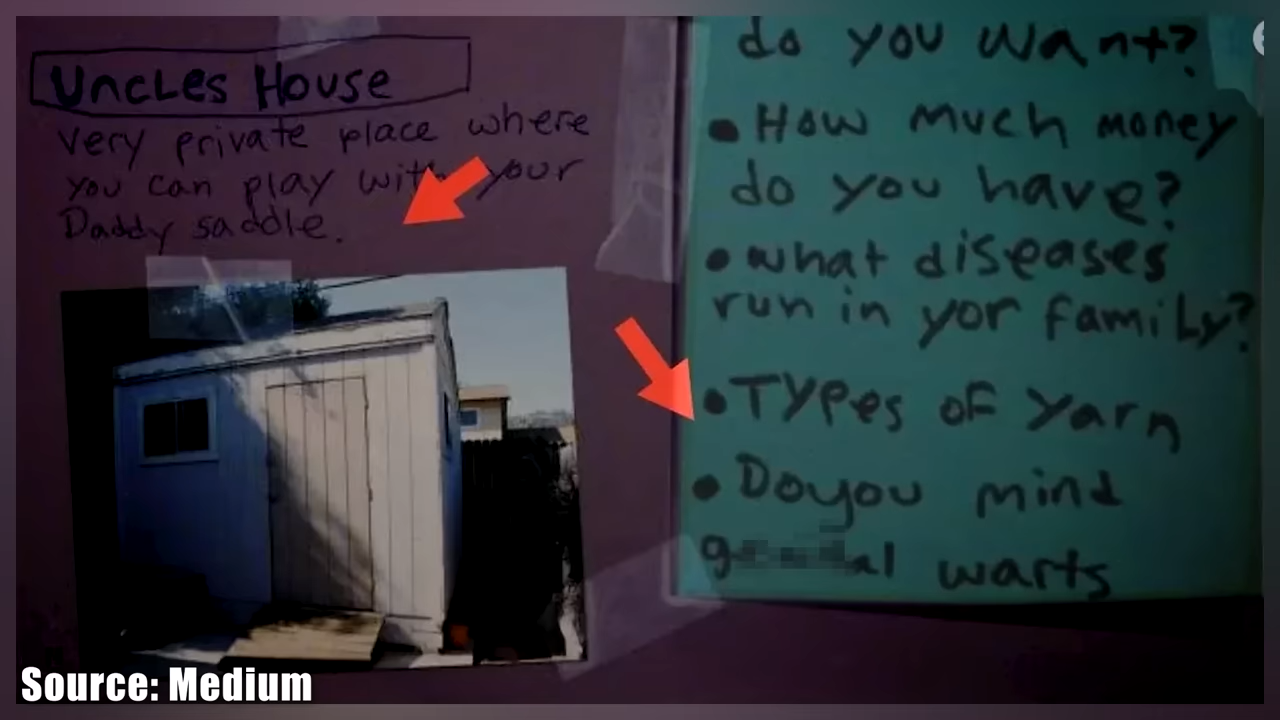 Uncles House
Very private place where
you can play with your
Daddy saddle.
do you want?
• How much money
do you have?
• what diseases
run in yor family?
• Types of Yarn
• Doyou mind
warts
Source: Medium